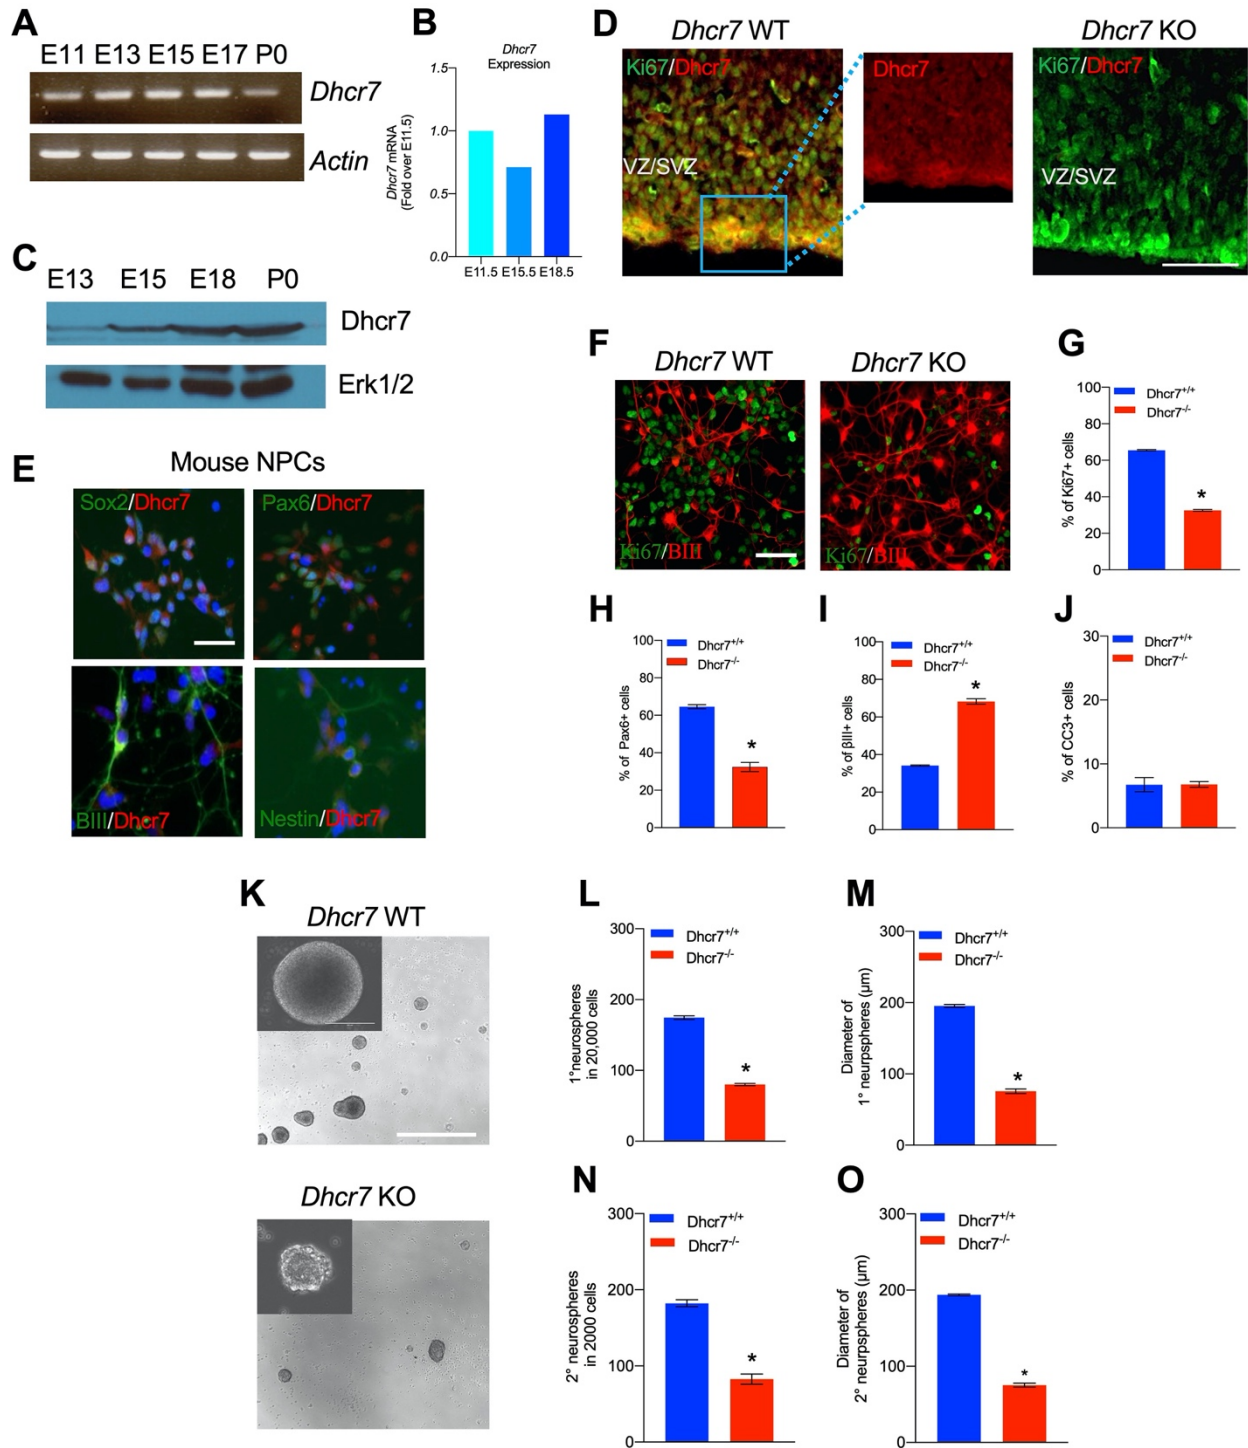 A
E11 E13 E15 E17 P0
Dhcr7
Actin
B
Dhcr7
Expression
Dhcr7 mRNA
(Fold over E11.5)
1.5
1.0
0.5
0.0
E11.5 E15.5 E18.5
C
E13 E15 E18 P0
Dhcr7
Erk1/2
D
Dhcr7 WT
Ki67/Dhcr7
VZ/SVZ
Dhcr7
Dhcr7 KO
Ki67/Dhcr7
VZ/SVZ
E
Mouse NPCs
Sox2/Dhcr7
Pax6/Dhcr7
BIII/Dhcr7
Nestin/Dhcr7
F
Dhcr7 WT
Ki67/BIII
Dhcr7 KO
Ki67/BIII
G
% of Ki67+ cells
100
80
60
40
20
0
Dhcr7+/+
Dhcr7-/-
*
H
% of Pax6+ cells
100
80
60
40
20
0
Dhcr7+/+
Dhcr7-/-
*
I
% of βIII+ cells
100
80
60
40
20
0
Dhcr7+/+
Dhcr7-/-
*
J
% of CC3+ cells
30
20
10
0
Dhcr7+/+
Dhcr7-/-
K
Dhcr7 WT
Dhcr7 KO
L
1°neurospheres
in 20,000 cells
300
200
100
0
Dhcr7+/+
Dhcr7-/-
*
M
Diameter of
1° neurpspheres (μm)
300
200
100
0
Dhcr7+/+
Dhcr7-/-
*
N
2° neurospheres
in 2000 cells
300
200
100
0
Dhcr7+/+
Dhcr7-/-
*
O
Diameter of
2° neurpspheres (μm)
300
200
100
0
Dhcr7+/+
Dhcr7-/-
*